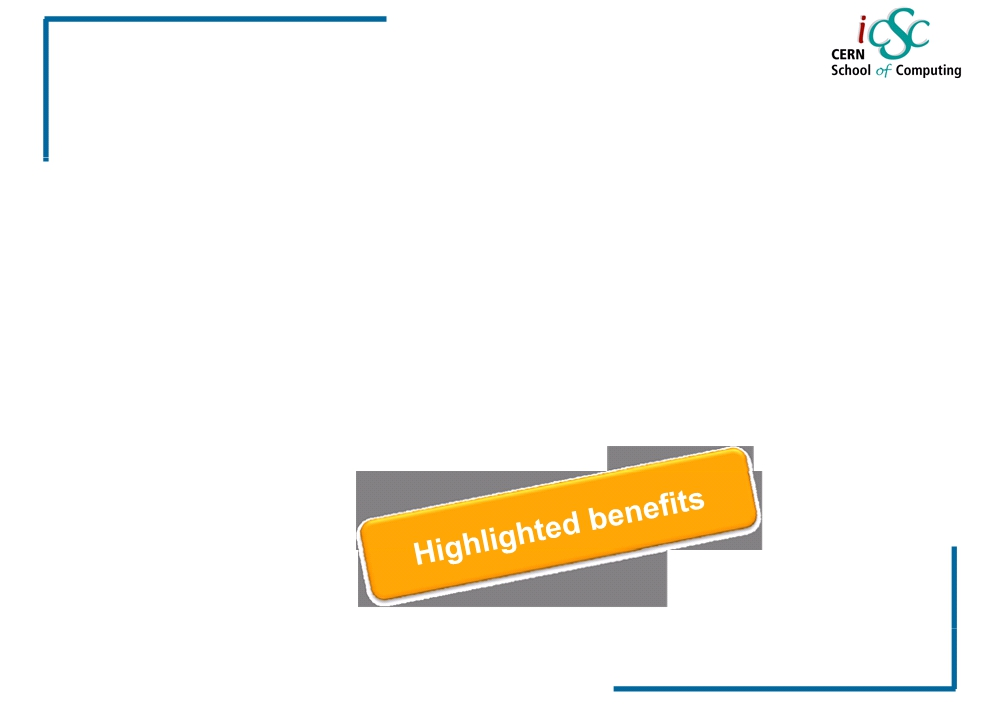 iCSC
CERN
School of Computing
Highlighted benefits